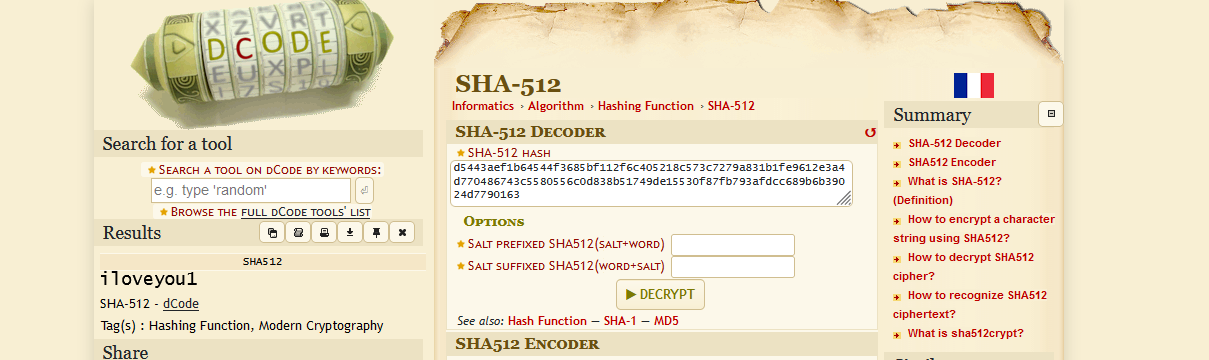 DCODE
Search for a tool
SEARCH A TOOL ON DCODE BY KEYWORDS:
e.g. type 'random'
BROWSE THE FULL DCODE TOOLS' LIST
Results
SHA512
iloveyou1
SHA-512 - dCode
Tag(s) : Hashing Function, Modern Cryptography
Share
SHA-512
Informatics › Algorithm › Hashing Function › SHA-512
SHA-512 DECODER
SHA-512 HASH
d5443aef1b64544f3685bf112f6c405218c573c7279a831b1fe9612e3a4
d770486743c5580556c0d838b51749de15530f87fb793afdcc689b6b390
24d7790163
OPTIONS
SALT PREFIXED SHA512(SALT+WORD)
SALT SUFFIXED SHA512(WORD+SALT)
▶ DECRYPT
See also: Hash Function — SHA-1 — MD5
SHA512 ENCODER
Summary
SHA-512 Decoder
SHA512 Encoder
What is SHA-512?
(Definition)
How to encrypt a character
string using SHA512?
How to decrypt SHA512
cipher?
How to recognize SHA512
ciphertext?
What is sha512crypt?